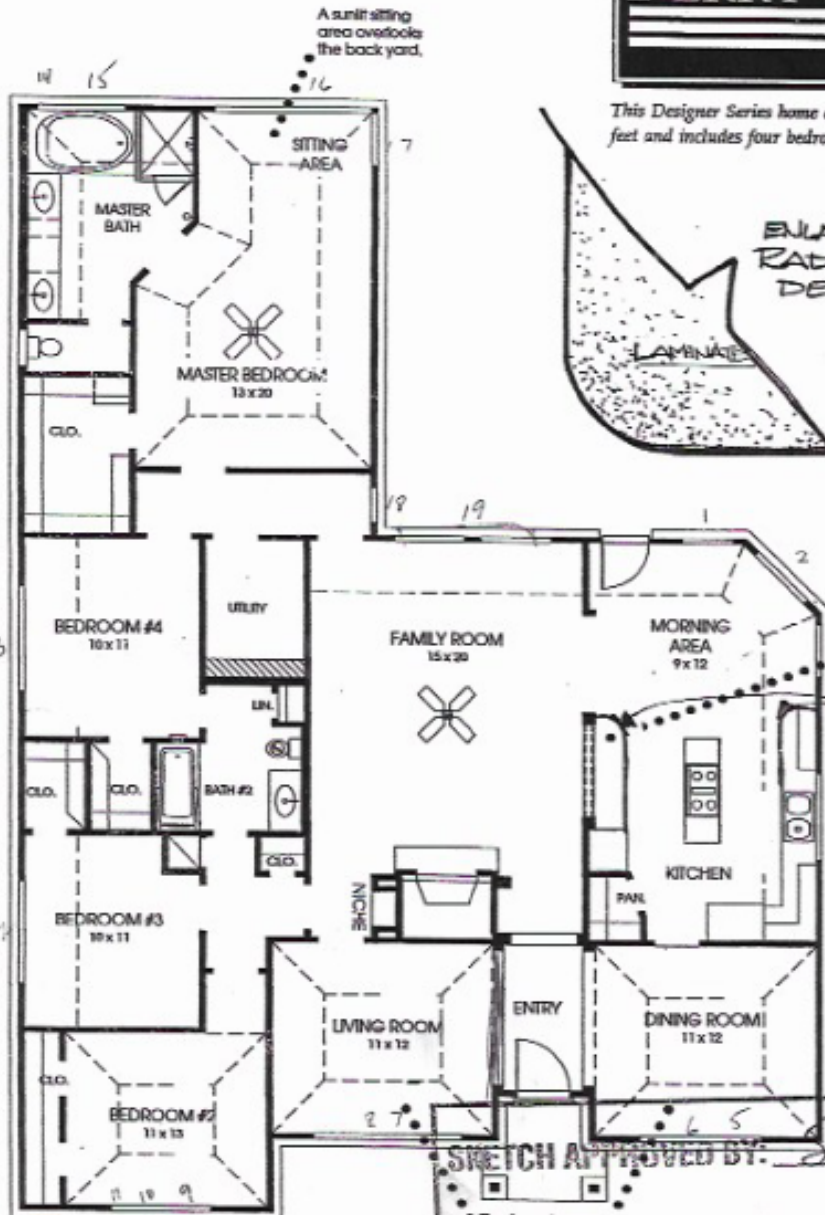 A sunlit sitting
area overlooks
the back yard.
This Designer Series home
feet and includes four
14 15 16
17
SITTING
AREA
MASTER
BATH
MASTER BEDROOM
13 x 20
CLO.
LAMINATE
18 19 1 2
BEDROOM #4
10 x 11
UTILITY
FAMILY ROOM
15 x 20
MORNING
AREA
9 x 12
LIN.
CLO.
CLO.
BATH #2
CLO.
KITCHEN
PAN.
NICHE
BEDROOM #3
10 x 11
LIVING ROOM
11 x 12
ENTRY
DINING ROOM
11 x 12
CLO.
BEDROOM #2
11 x 13
2 7
6 5
SKETCH APPROVED BY:
11 10 9